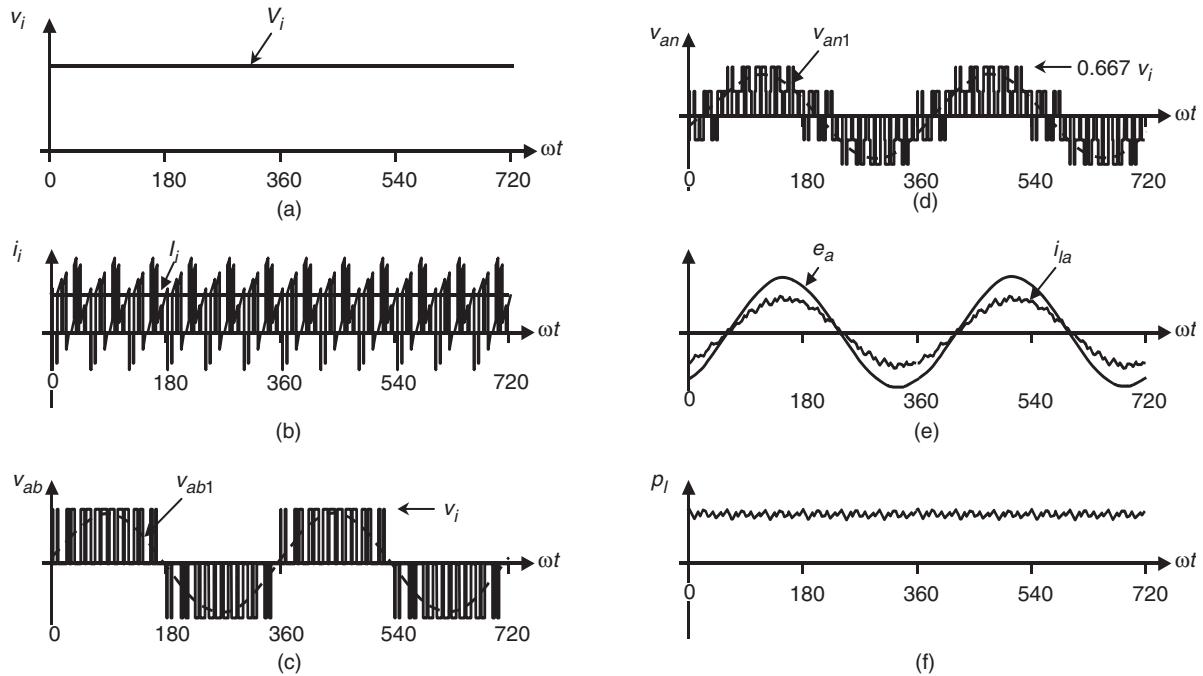 v_i
V_i
ωt
0 180 360 540 720
(a)
i_i
I_i
ωt
0 180 360 540 720
(b)
v_ab
v_ab1
v_i
ωt
0 180 360 540 720
(c)
v_an
v_an1
0.667 v_i
ωt
0 180 360 540 720
(d)
e_a
i_la
ωt
0 180 360 540 720
(e)
p_l
ωt
0 180 360 540 720
(f)